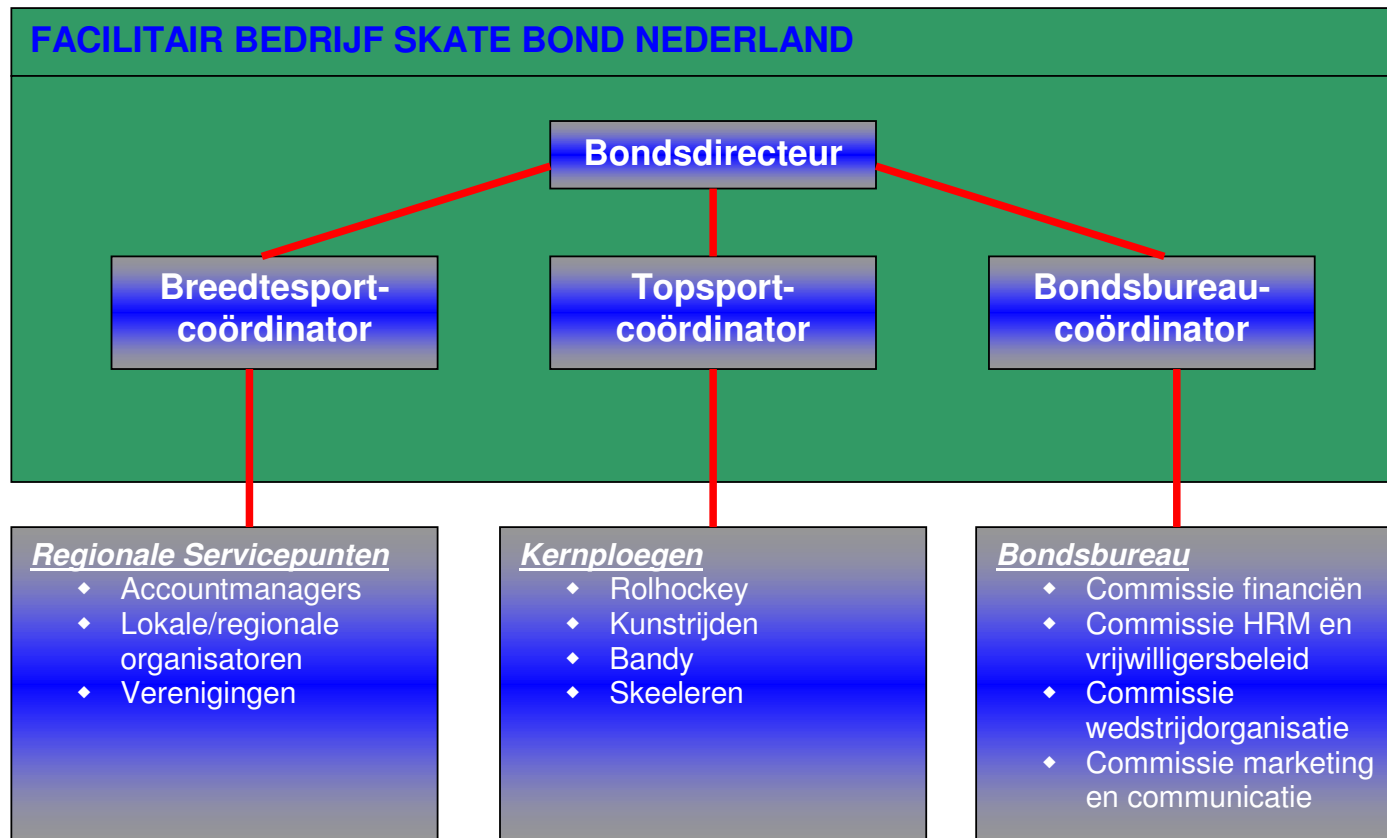 FACILITAIR BEDRIJF SKATE BOND NEDERLAND
Bondsdirecteur
Breedtesport-
coördinator
Topsport-
coördinator
Bondsbureau-
coördinator
Regionale Servicepunten
Accountmanagers
Lokale/regionale
organisatoren
Verenigingen
Kernploegen
Rolhockey
Kunstrijden
Bandy
Skeeleren
Bondsbureau
Commissie financiën
Commissie HRM en
vrijwilligersbeleid
Commissie
wedstrijdorganisatie
Commissie marketing
en communicatie